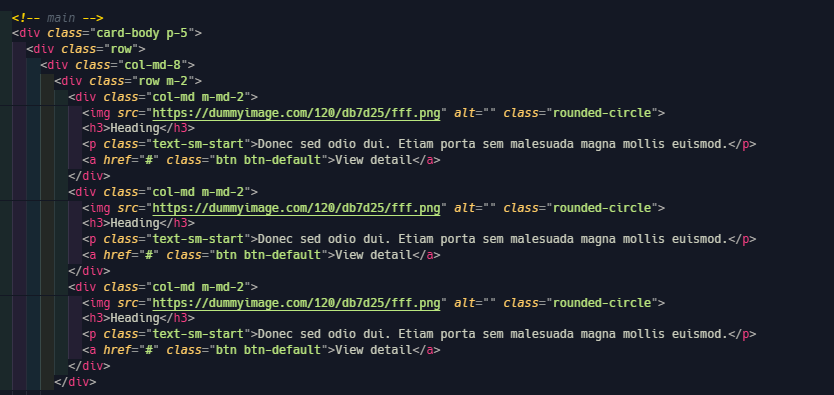 <!-- main -->
<div class="card-body p-5">
<div class="row">
<div class="col-md-8">
<div class="row m-2">
<div class="col-md m-md-2">
<img src="https://dummyimage.com/120/db7d25/fff.png" alt="" class="rounded-circle">
<h3>Heading</h3>
<p class="text-sm-start">Donec sed odio dui. Etiam porta sem malesuada magna mollis euismod.</p>
<a href="#" class="btn btn-default">View detail</a>
</div>
<div class="col-md m-md-2">
<img src="https://dummyimage.com/120/db7d25/fff.png" alt="" class="rounded-circle">
<h3>Heading</h3>
<p class="text-sm-start">Donec sed odio dui. Etiam porta sem malesuada magna mollis euismod.</p>
<a href="#" class="btn btn-default">View detail</a>
</div>
<div class="col-md m-md-2">
<img src="https://dummyimage.com/120/db7d25/fff.png" alt="" class="rounded-circle">
<h3>Heading</h3>
<p class="text-sm-start">Donec sed odio dui. Etiam porta sem malesuada magna mollis euismod.</p>
<a href="#" class="btn btn-default">View detail</a>
</div>
</div>